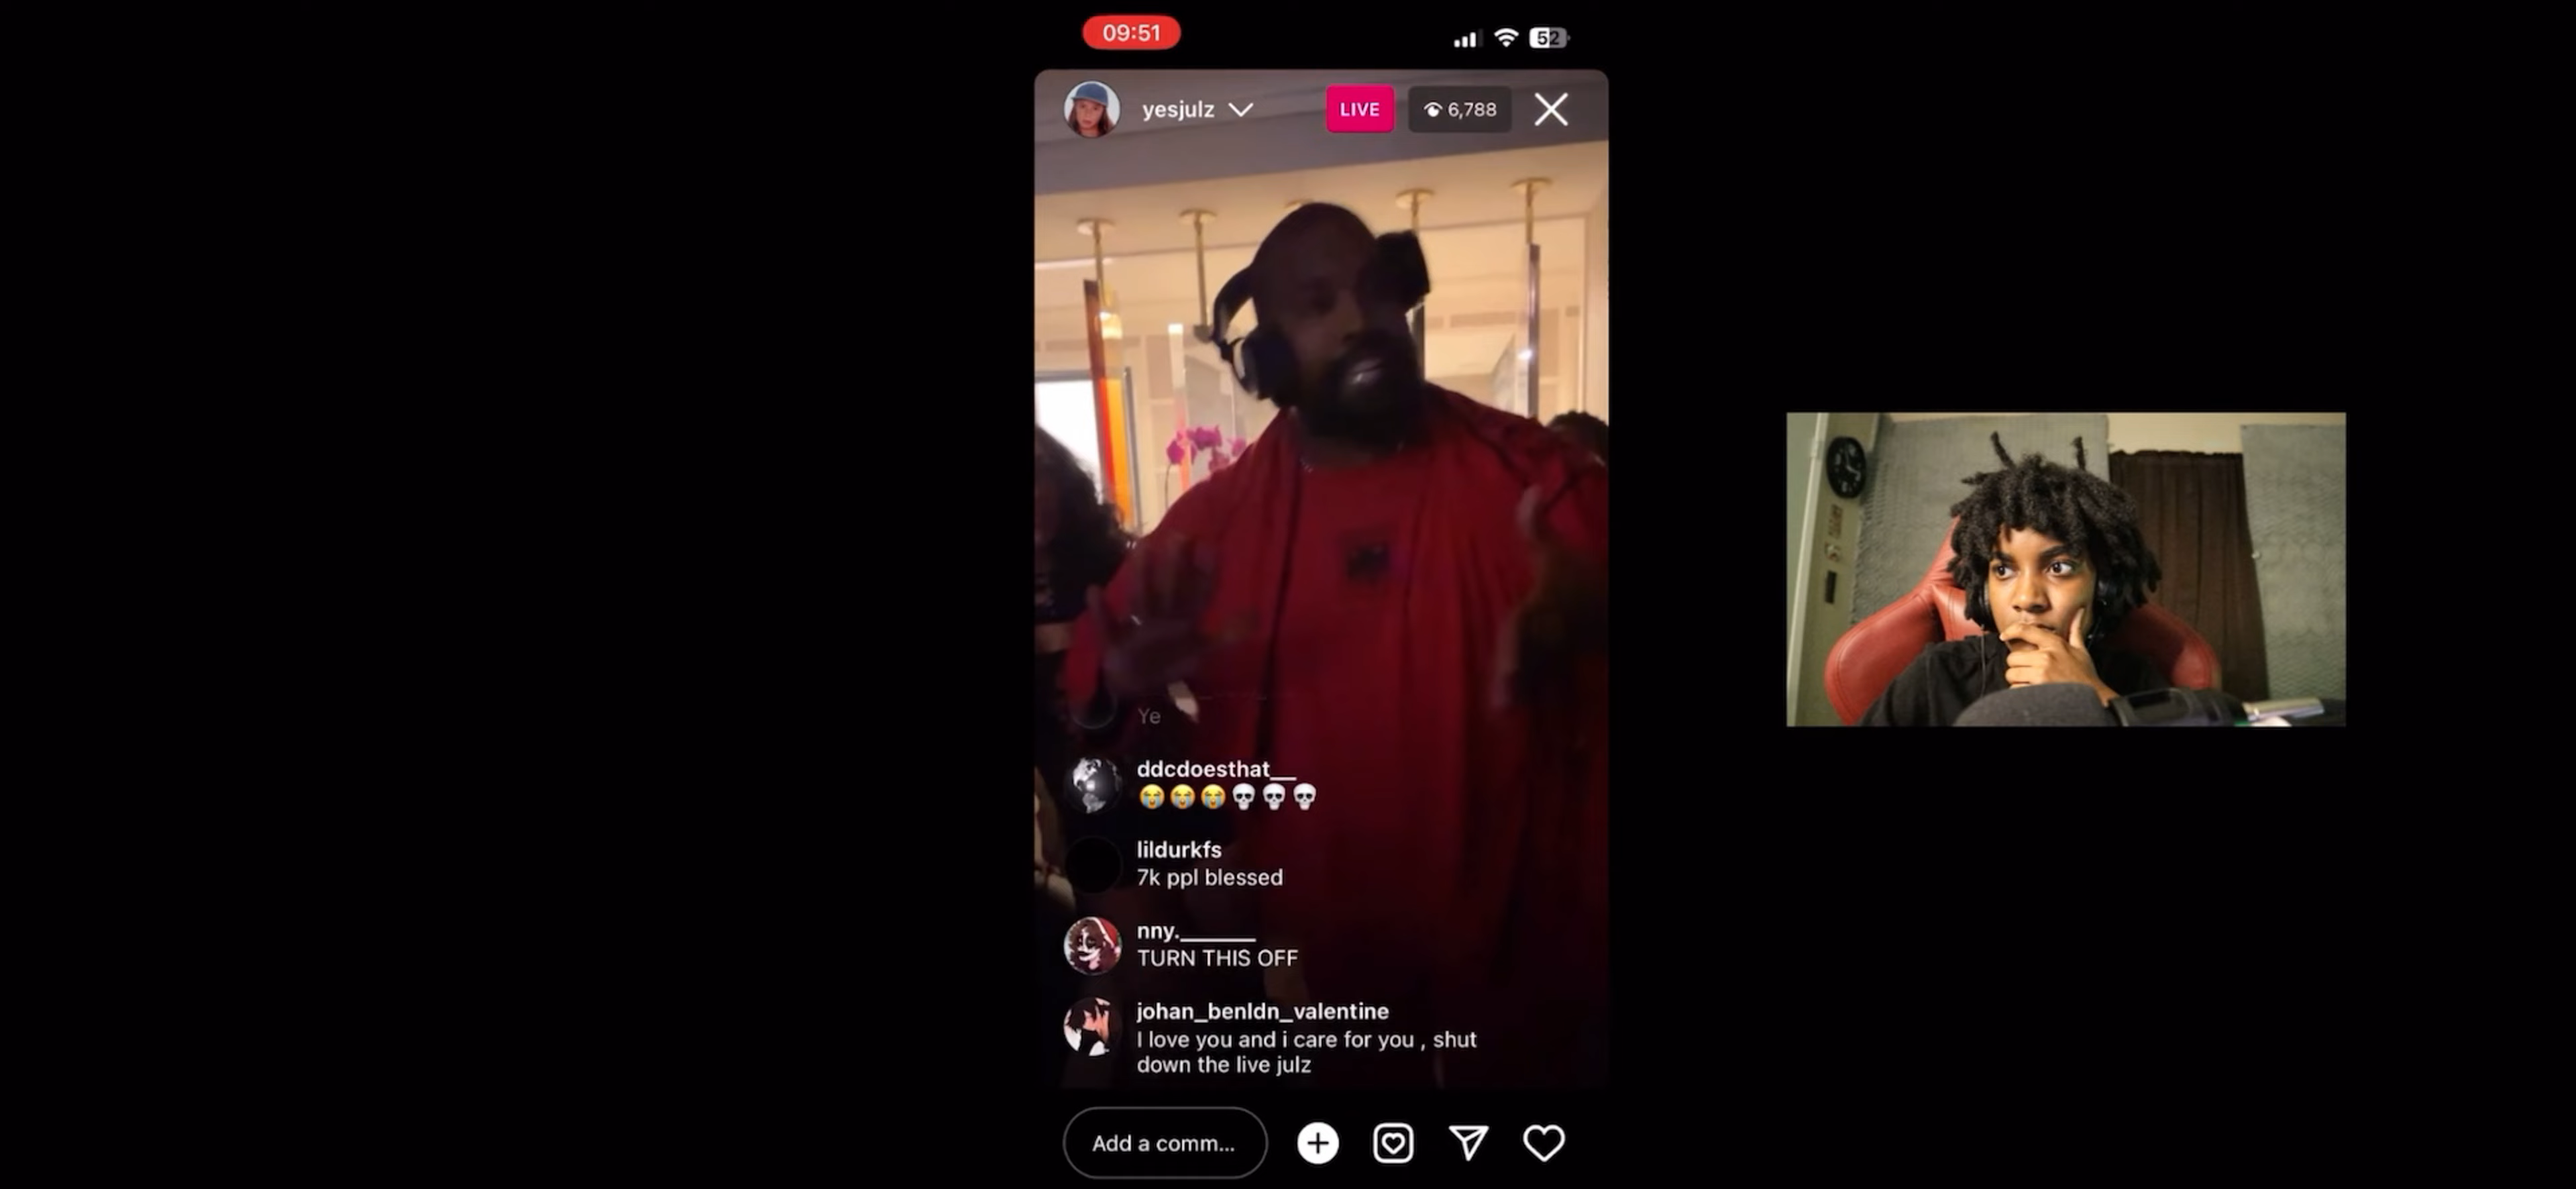 09:51
52
yesjulz
LIVE
6,788
Ye
ddcdoesthat__
😭😭😭💀💀💀
lildurkfs
7k ppl blessed
nny._______
TURN THIS OFF
johan_benldn_valentine
I love you and i care for you , shut
down the live julz
Add a comm...